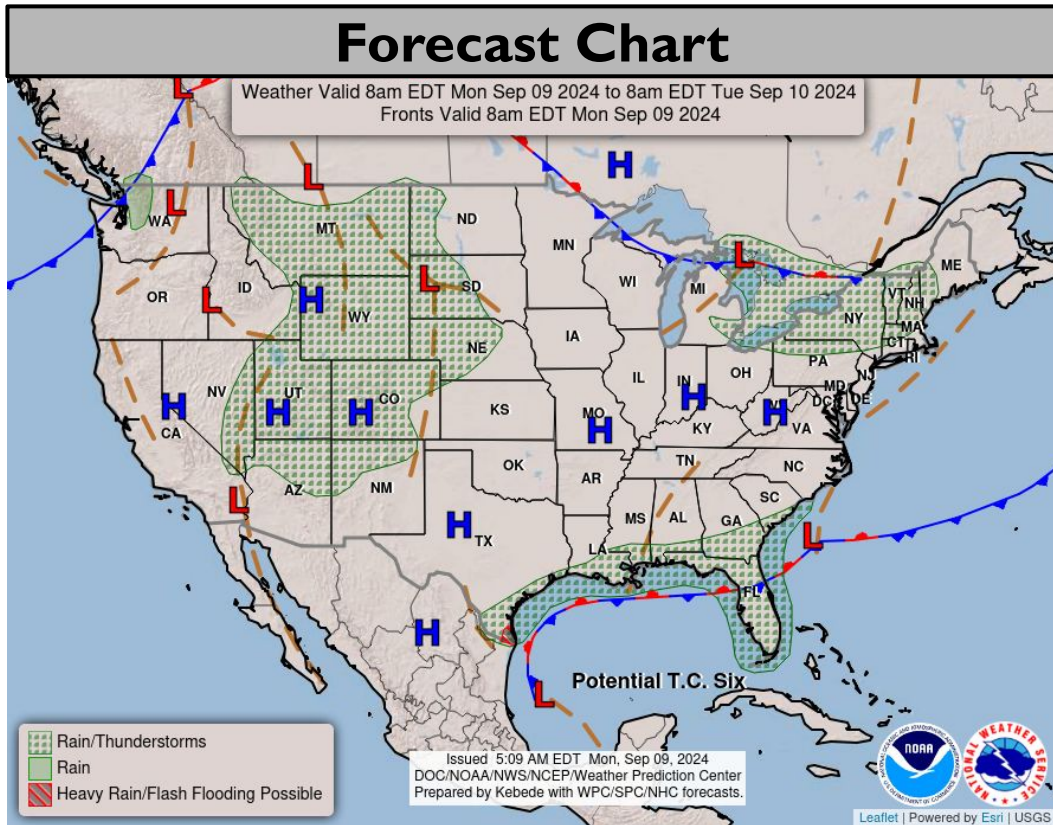 Forecast Chart
Weather Valid 8am EDT Mon Sep 09 2024 to 8am EDT Tue Sep 10 2024
Fronts Valid 8am EDT Mon Sep 09 2024
L
H
L
L
WA
MT
ND
MN
ME
L
OR
ID
L
H
WY
L
SD
WI
MI
VT
NH
NY
MA
CT
RI
NE
IA
PA
NJ
MD
DC
DE
NV
UT
CO
IL
IN
OH
H
CA
H
H
KS
MO
H
H
KY
H
VA
AZ
NM
OK
AR
TN
NC
SC
L
H
TX
LA
MS
AL
GA
L
FL
H
Potential T.C. Six
L
Rain/Thunderstorms
Rain
Heavy Rain/Flash Flooding Possible
Issued 5:09 AM EDT Mon, Sep 09, 2024
DOC/NOAA/NWS/NCEP/Weather Prediction Center
Prepared by Kebede with WPC/SPC/NHC forecasts.
NOAA
NATIONAL WEATHER SERVICE
Leaflet | Powered by Esri | USGS